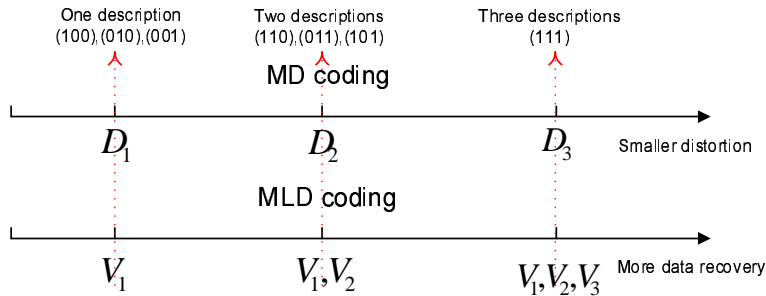 One description Two descriptions Three descriptions
(100),(010),(001) (110),(011),(101) (111)
MD coding
D1 D2 D3 Smaller distortion
MLD coding
V1 V1,V2 V1,V2,V3 More data recovery